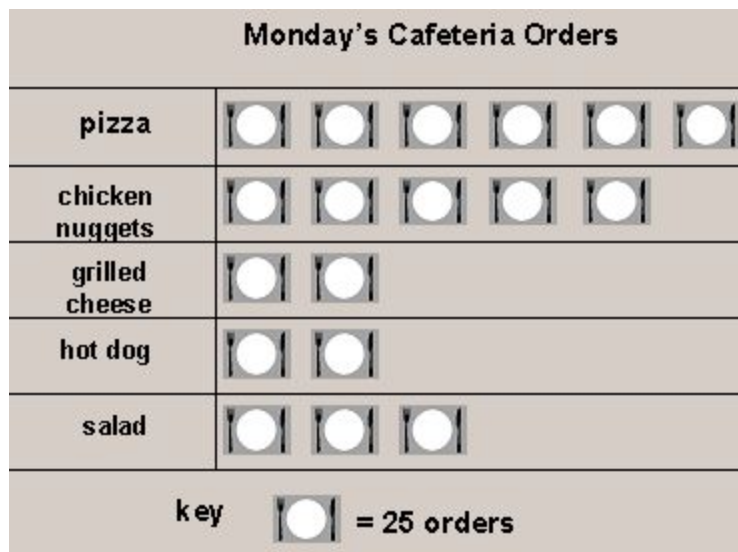 Monday's Cafeteria Orders
pizza
chicken
nuggets
grilled
cheese
hot dog
salad
key = 25 orders